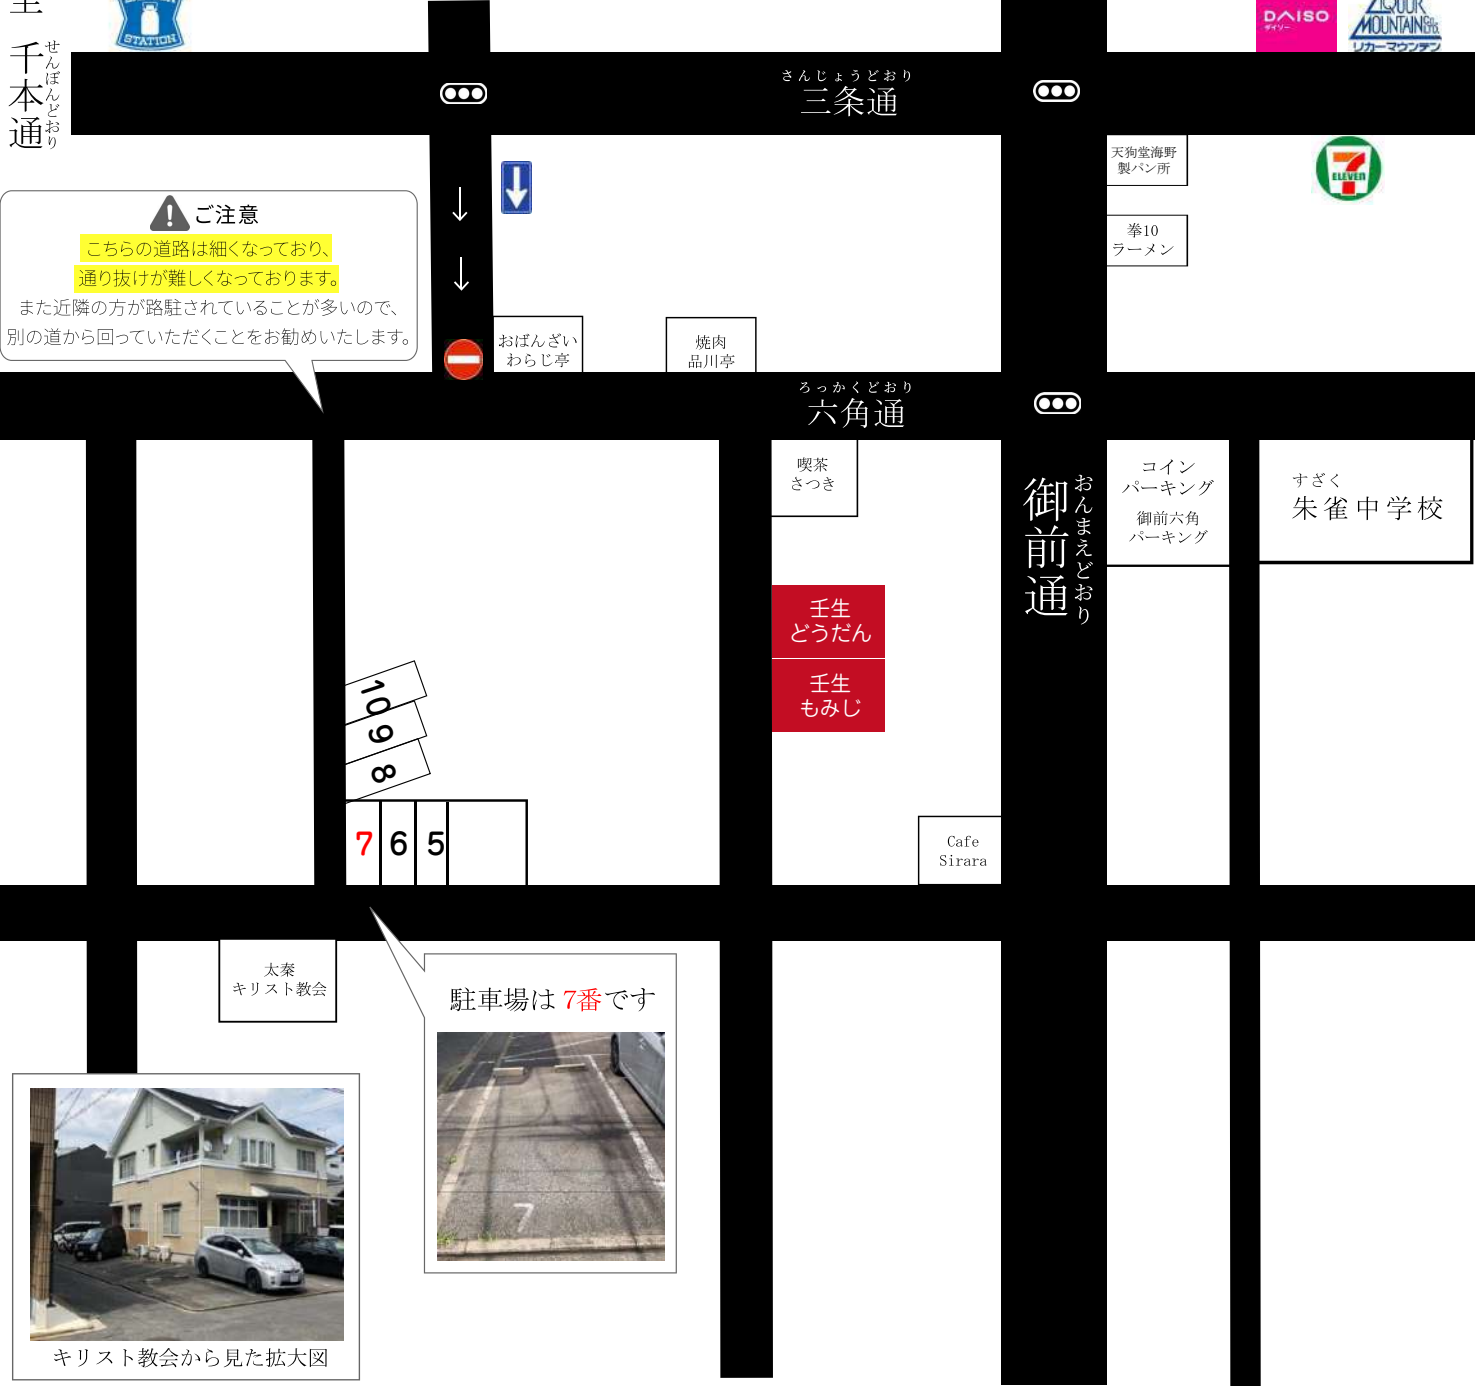 STATION
DAISO
ダイソー
LIQUOR
MOUNTAIN
リカーマウンテン
至 千本通
せんぼんどおり
さんじょうどおり
三条通
天狗堂海野
製パン所
7
ELEVEN
拳10
ラーメン
ご注意
こちらの道路は細くなっており、
通り抜けが難しくなっております。
また近隣の方が路駐されていることが多いので、
別の道から回っていただくことをお勧めいたします。
おばんざい
わらじ亭
焼肉
品川亭
ろっかくどおり
六角通
喫茶
さつき
御前通
おんまえどおり
コイン
パーキング
御前六角
パーキング
すざく
朱雀中学校
壬生
どうだん
壬生
もみじ
10
9
8
7 6 5
Cafe
Sirara
太秦
キリスト教会
駐車場は7番です
7
キリスト教会から見た拡大図